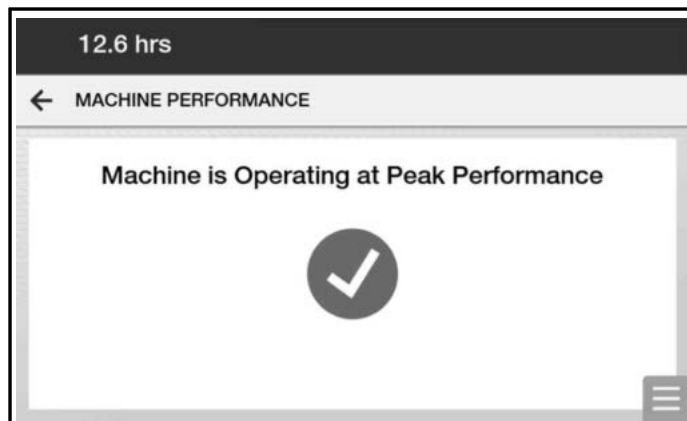 12.6 hrs
MACHINE PERFORMANCE
Machine is Operating at Peak Performance